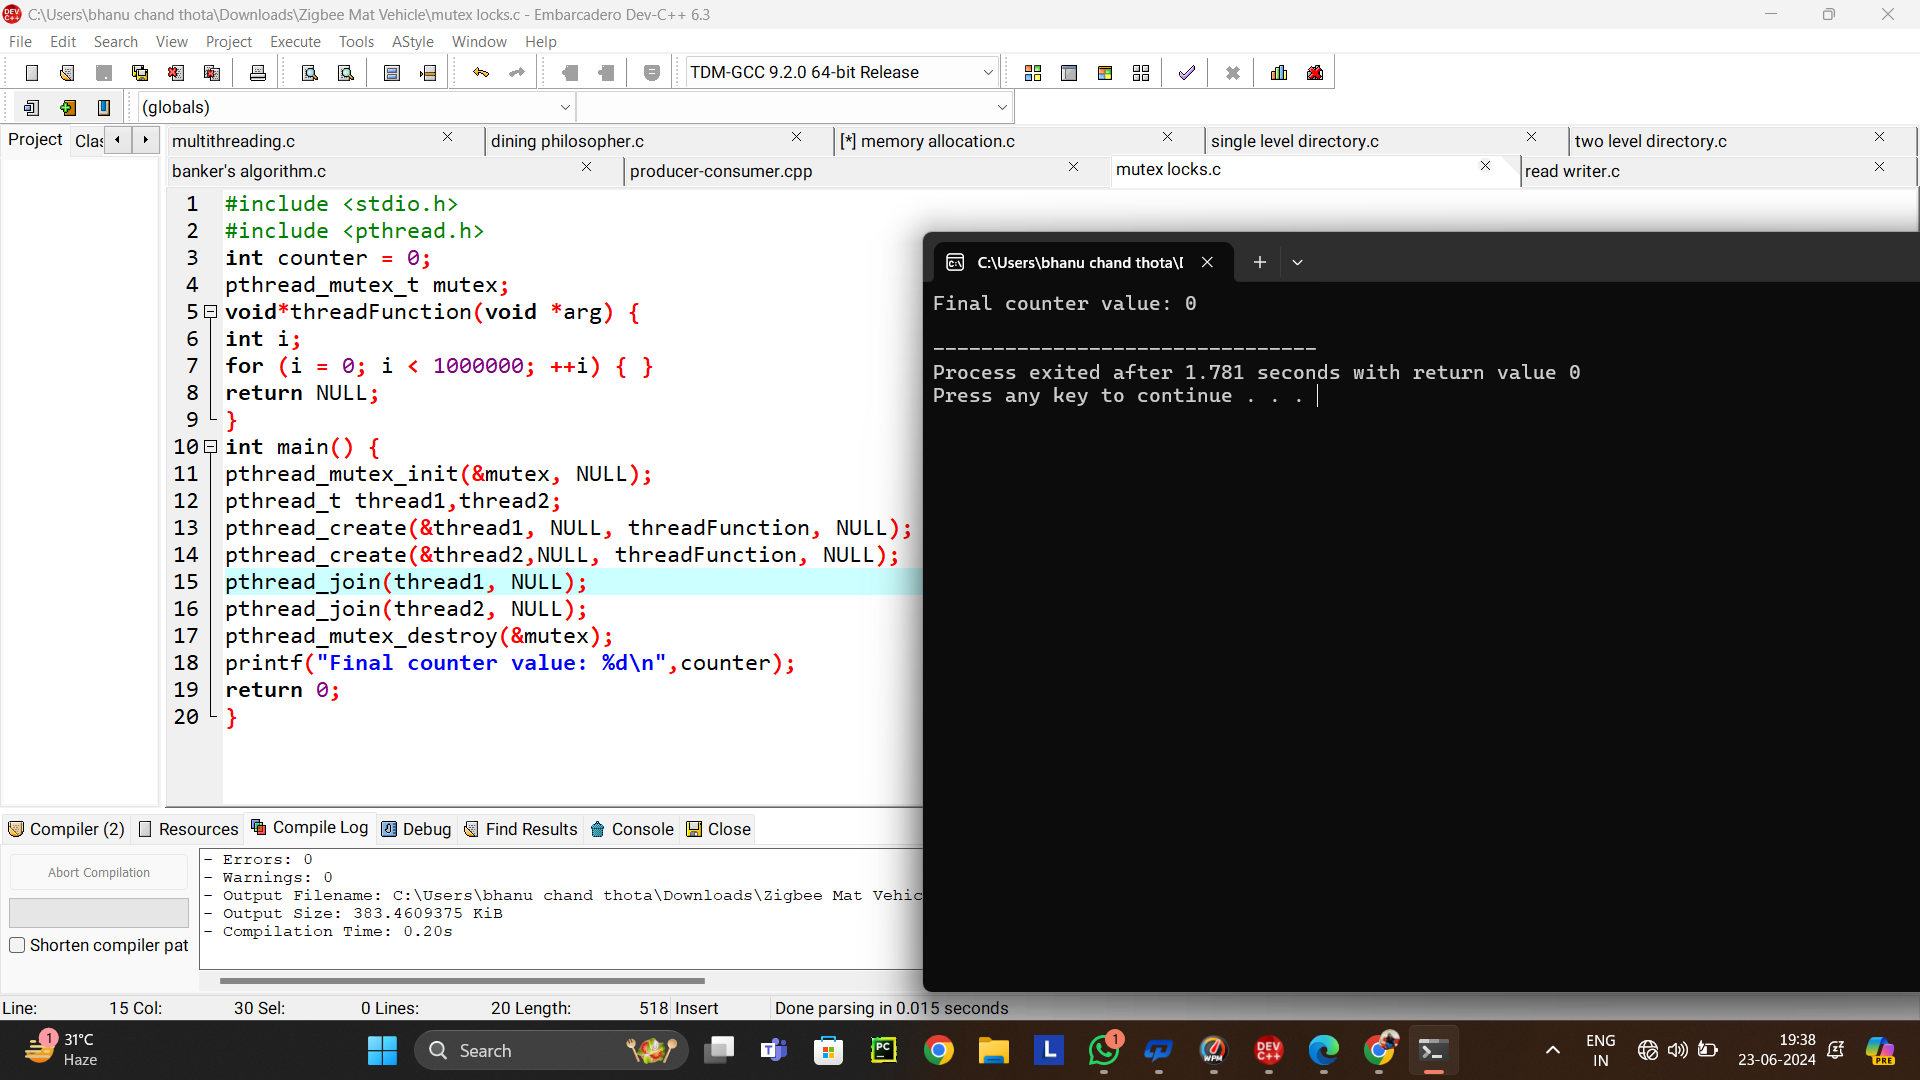 C:\Users\bhanu chand thota\Downloads\Zigbee Mat Vehicle\mutex locks.c - Embarcadero Dev-C++ 6.3
File Edit Search View Project Execute Tools AStyle Window Help
TDM-GCC 9.2.0 64-bit Release
(globals)
Project Clas
multithreading.c dining philosopher.c [*] memory allocation.c single level directory.c two level directory.c
banker's algorithm.c producer-consumer.cpp mutex locks.c read writer.c
1 #include <stdio.h>
2 #include <pthread.h>
3 int counter = 0;
4 pthread_mutex_t mutex;
5 void*threadFunction(void *arg) {
6 int i;
7 for (i = 0; i < 1000000; ++i) { }
8 return NULL;
9 }
10 int main() {
11 pthread_mutex_init(&mutex, NULL);
12 pthread_t thread1,thread2;
13 pthread_create(&thread1, NULL, threadFunction, NULL);
14 pthread_create(&thread2,NULL, threadFunction, NULL);
15 pthread_join(thread1, NULL);
16 pthread_join(thread2, NULL);
17 pthread_mutex_destroy(&mutex);
18 printf("Final counter value: %d\n",counter);
19 return 0;
20 }
C:\Users\bhanu chand thota\D
Final counter value: 0
--------------------------------
Process exited after 1.781 seconds with return value 0
Press any key to continue . . .
Compiler (2) Resources Compile Log Debug Find Results Console Close
Abort Compilation
Shorten compiler pat
- Errors: 0
- Warnings: 0
- Output Filename: C:\Users\bhanu chand thota\Downloads\Zigbee Mat Vehic
- Output Size: 383.4609375 KiB
- Compilation Time: 0.20s
Line: 15 Col: 30 Sel: 0 Lines: 20 Length: 518 Insert Done parsing in 0.015 seconds
1
31°C
Haze
Search
PC
L
1
WPM
DEV C++
ENG
IN
19:38
23-06-2024
PRE